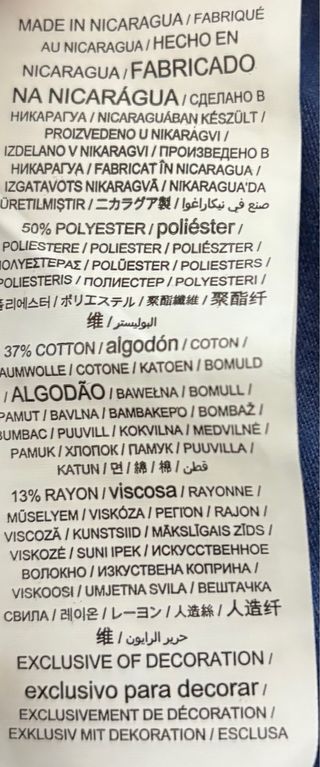 MADE IN NICARAGUA / FABRIQUÉ
AU NICARAGUA / HECHO EN
NICARAGUA / FABRICADO
NA NICARÁGUA / СДЕЛАНО В
НИКАРАГУА / NICARAGUÁBAN KÉSZÜLT /
PROIZVEDENO U NIKARAGVI /
IZDELANO V NIKARAGVI / ПРОИЗВЕДЕНО В
НИКАРАГУА / FABRICAT ÎN NICARAGUA /
IZGATAVOTS NIKARAGVĀ / NIKARAGUA'DA
ÜRETILMIŞTIR / ニカラグア製 / صنع في نيكاراغوا
50% POLYESTER / poliéster /
POLIESTERE / POLIESTER / POLIÉSZTER /
ΠΟΛΥΕΣΤΕΡΑΣ / POLÜESTER / POLIESTERS /
POLIESTERIS / ПОЛИЕСТЕР / POLYESTERI /
폴리에스터 / ポリエステル / 聚酯纖維 / 聚酯纤
维 / البوليستر
37% COTTON / algodón / COTON /
BAUMWOLLE / COTONE / KATOEN / BOMULD
/ ALGODÃO / BAWEŁNA / BOMULL /
PAMUT / BAVLNA / ΒΑΜΒΑΚΕΡΟ / BOMBAŽ /
BUMBAC / PUUVILL / KOKVILNA / MEDVILNĖ /
PAMUK / ХЛОПОК / ПАМУК / PUUVILLA /
KATUN / 면 / 綿 / 棉 / قطن
13% RAYON / viscosa / RAYONNE /
MŰSELYEM / VISKÓZA / ΡΕΓΙΟΝ / RAJON /
VISCOZĂ / KUNSTSIID / MĀKSLĪGAIS ZĪDS /
VISKOZĖ / SUNI IPEK / ИСКУССТВЕННОЕ
ВОЛОКНО / ИЗКУСТВЕНА КОПРИНА /
VISKOOSI / UMJETNA SVILA / ВЕШТАЧКА
СВИЛА / 레이온 / レーヨン / 人造絲 / 人造纤
维 / حرير الرايون
EXCLUSIVE OF DECORATION /
exclusivo para decorar /
EXCLUSIVEMENT DE DÉCORATION /
EXKLUSIV MIT DEKORATION / ESCLUSA